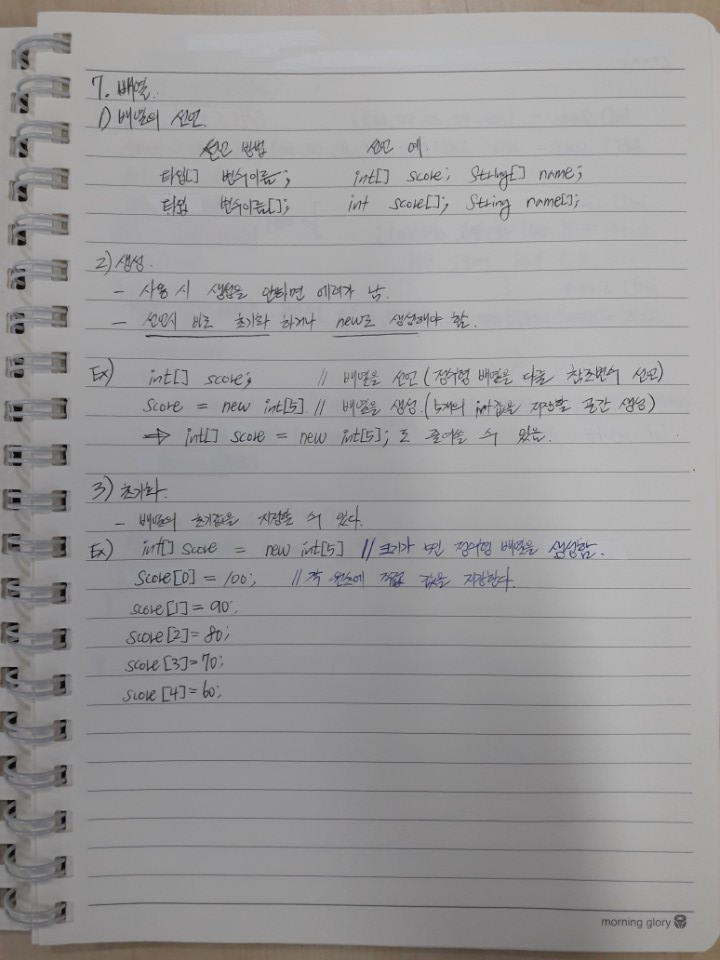 7. 배열.
1) 배열의 선언
선언 방법 선언 예
타입[] 변수이름; int[] score; String[] name;
타입 변수이름[]; int score[]; String name[];
2) 생성.
- 사용 시 생성을 안하면 에러가 남.
- 선언시 바로 초기화 하거나 new로 생성해야 함.
Ex) int[] score; // 배열을 선언 (정수형 배열을 다룰 참조변수 선언)
score = new int[5] // 배열을 생성. (5개의 int값을 저장할 공간 생성)
⇒ int[] score = new int[5]; 로 줄여쓸 수 있음.
3) 초기화.
- 배열의 초기값을 지정할 수 있다.
Ex) int[] score = new int[5] // 크기가 5인 정수형 배열을 생성함.
score[0] = 100; // 각 원소에 직접 값을 저장한다.
score[1] = 90;
score[2] = 80;
score[3] = 70;
score[4] = 60;
morning glory